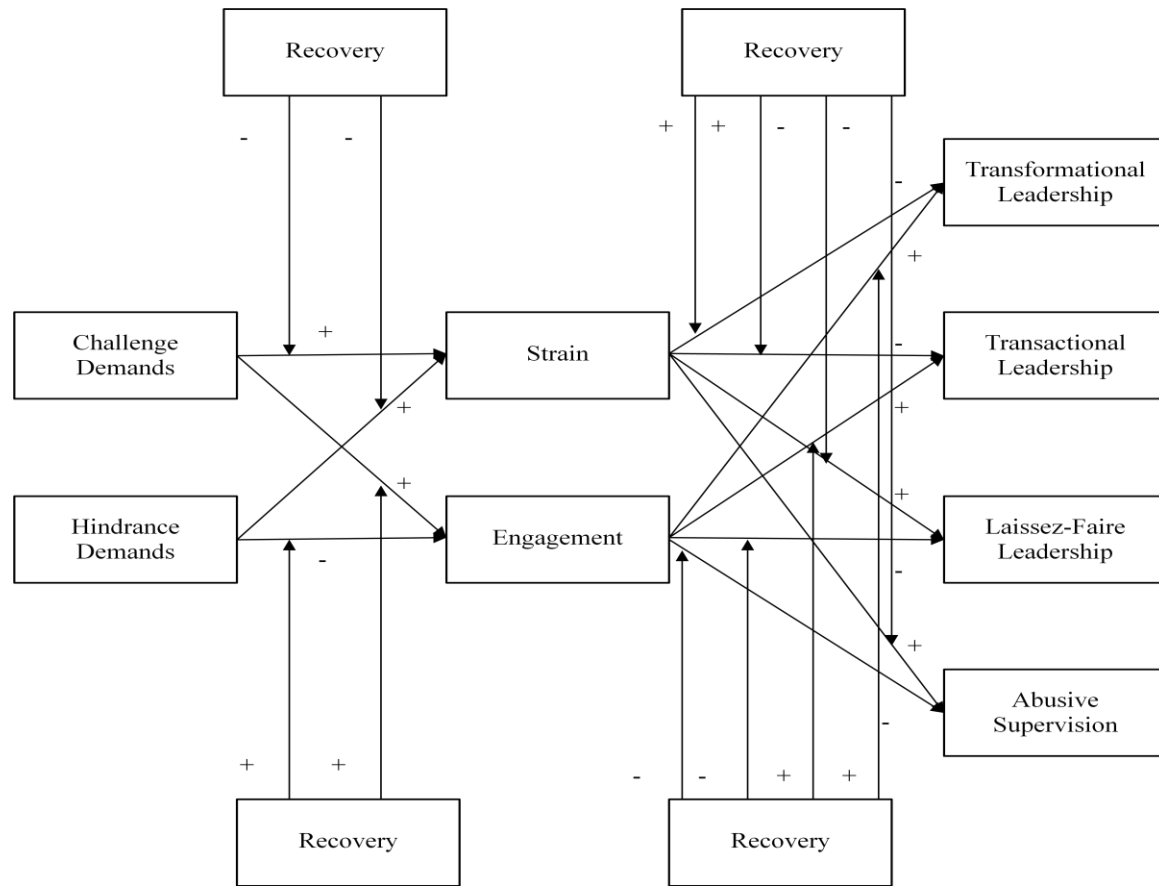 Recovery
Recovery
-
-
+
+
-
-
Transformational
Leadership
-
+
Challenge
Demands
+
Strain
-
Transactional
Leadership
+
+
+
+
Hindrance
Demands
-
Engagement
Laissez-Faire
Leadership
-
+
Abusive
Supervision
-
+
+
-
-
+
+
Recovery
Recovery